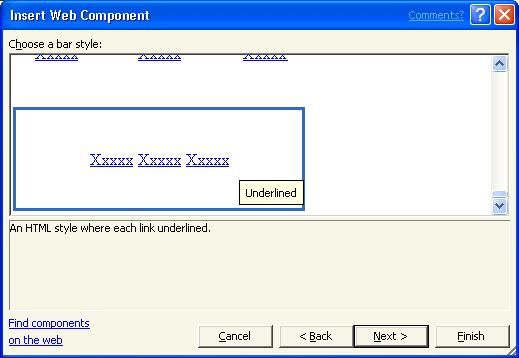 Insert Web Component Comments? ?
Choose a bar style:
Xxxxx Xxxxx Xxxxx
Xxxxx Xxxxx Xxxxx
Underlined
An HTML style where each link underlined.
Find components
on the web
Cancel < Back Next > Finish